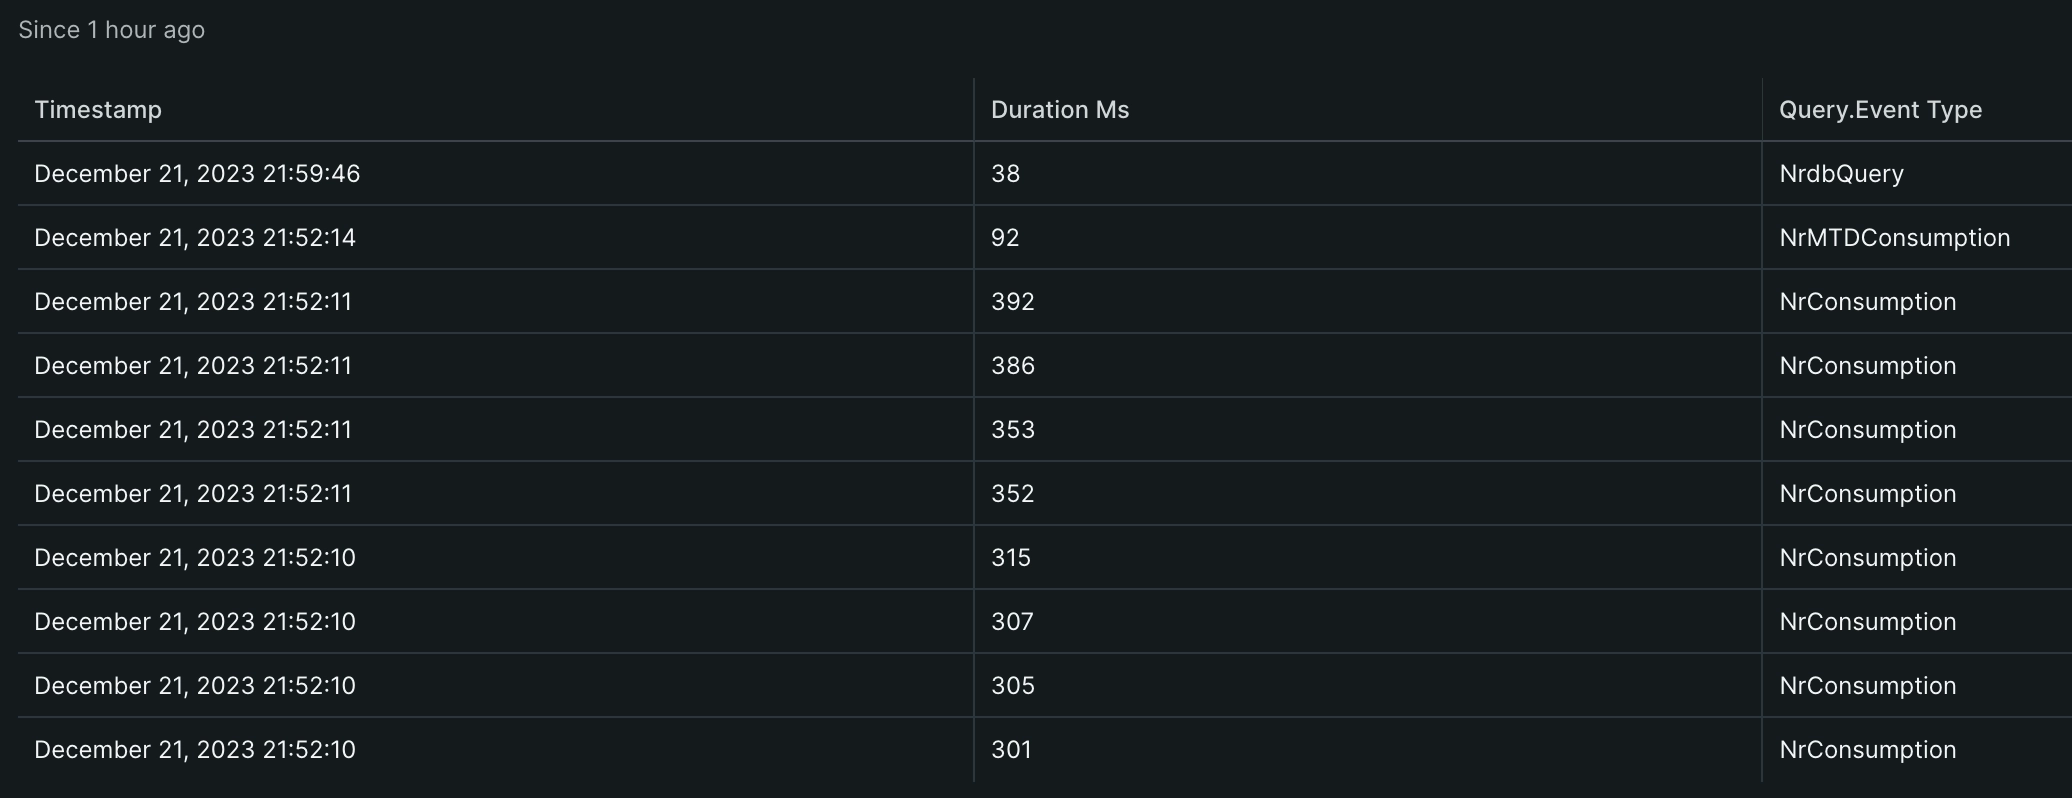 Since 1 hour ago
Timestamp Duration Ms Query.Event Type
December 21, 2023 21:59:46 38 NrdbQuery
December 21, 2023 21:52:14 92 NrMTDConsumption
December 21, 2023 21:52:11 392 NrConsumption
December 21, 2023 21:52:11 386 NrConsumption
December 21, 2023 21:52:11 353 NrConsumption
December 21, 2023 21:52:11 352 NrConsumption
December 21, 2023 21:52:10 315 NrConsumption
December 21, 2023 21:52:10 307 NrConsumption
December 21, 2023 21:52:10 305 NrConsumption
December 21, 2023 21:52:10 301 NrConsumption